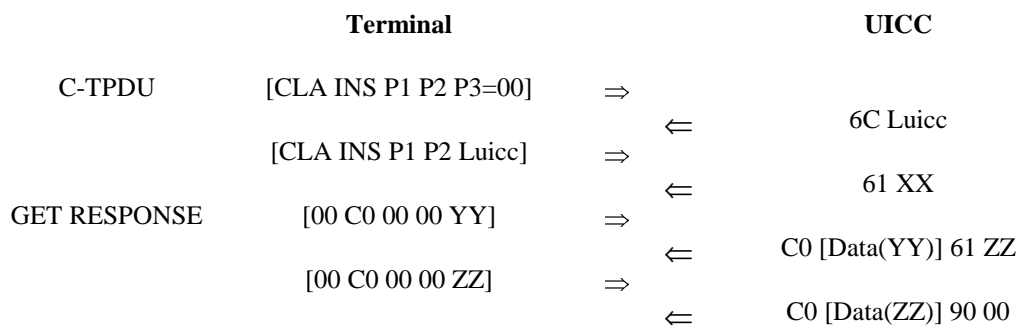 Terminal UICC
C-TPDU [CLA INS P1 P2 P3=00] ⇒
⇐ 6C Luicc
[CLA INS P1 P2 Luicc] ⇒
⇐ 61 XX
GET RESPONSE [00 C0 00 00 YY] ⇒
⇐ C0 [Data(YY)] 61 ZZ
[00 C0 00 00 ZZ] ⇒
⇐ C0 [Data(ZZ)] 90 00